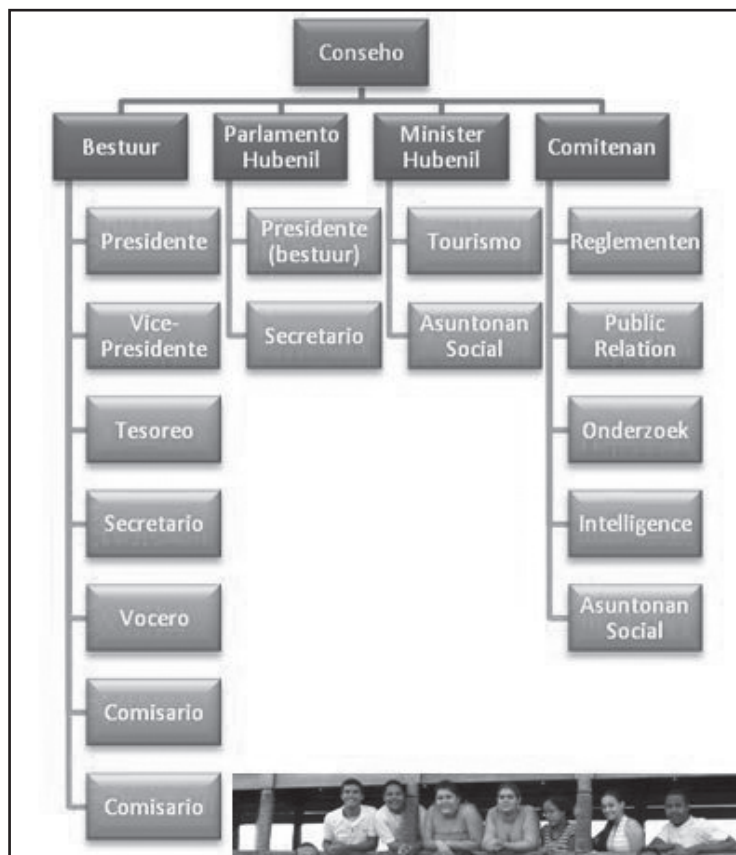 Conseho
Bestuur
Presidente
Vice-
Presidente
Tesoreo
Secretario
Vocero
Comisario
Comisario
Parlamento
Hubenil
Presidente
(bestuur)
Secretario
Minister
Hubenil
Tourismo
Asuntonan
Social
Comitenan
Reglementen
Public
Relation
Onderzoek
Intelligence
Asuntonan
Social